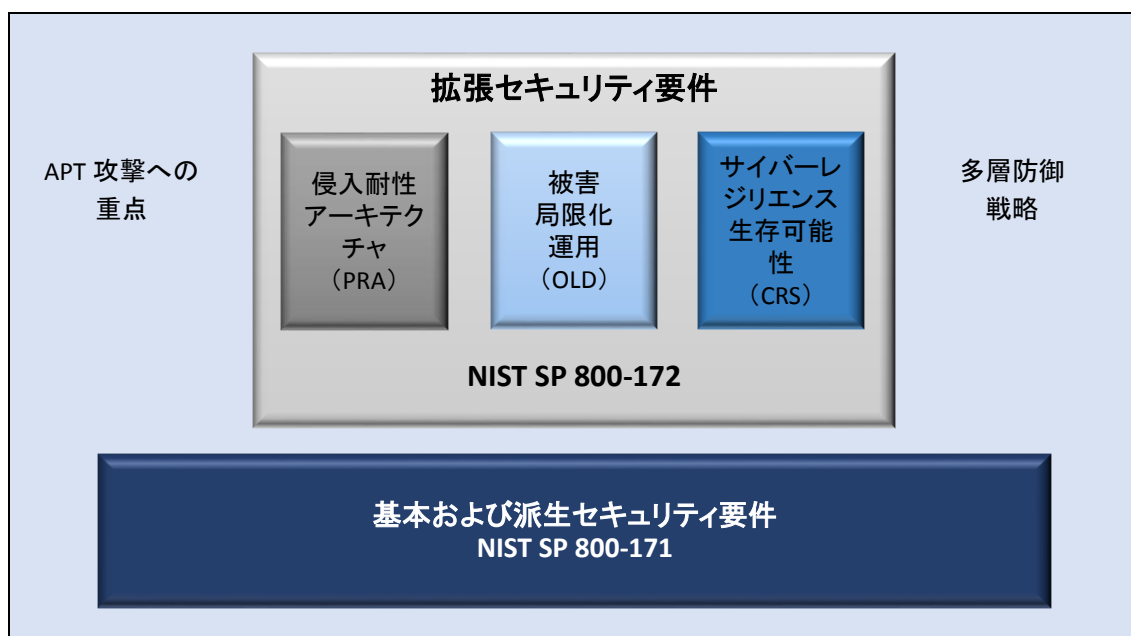 拡張セキュリティ要件
APT 攻撃への
重点
侵入耐性
アーキテク
チャ
（PRA）
被害
局限化
運用
（OLD）
サイバーレ
ジリエンス
生存可能
性
（CRS）
多層防御
戦略
NIST SP 800-172
基本および派生セキュリティ要件
NIST SP 800-171